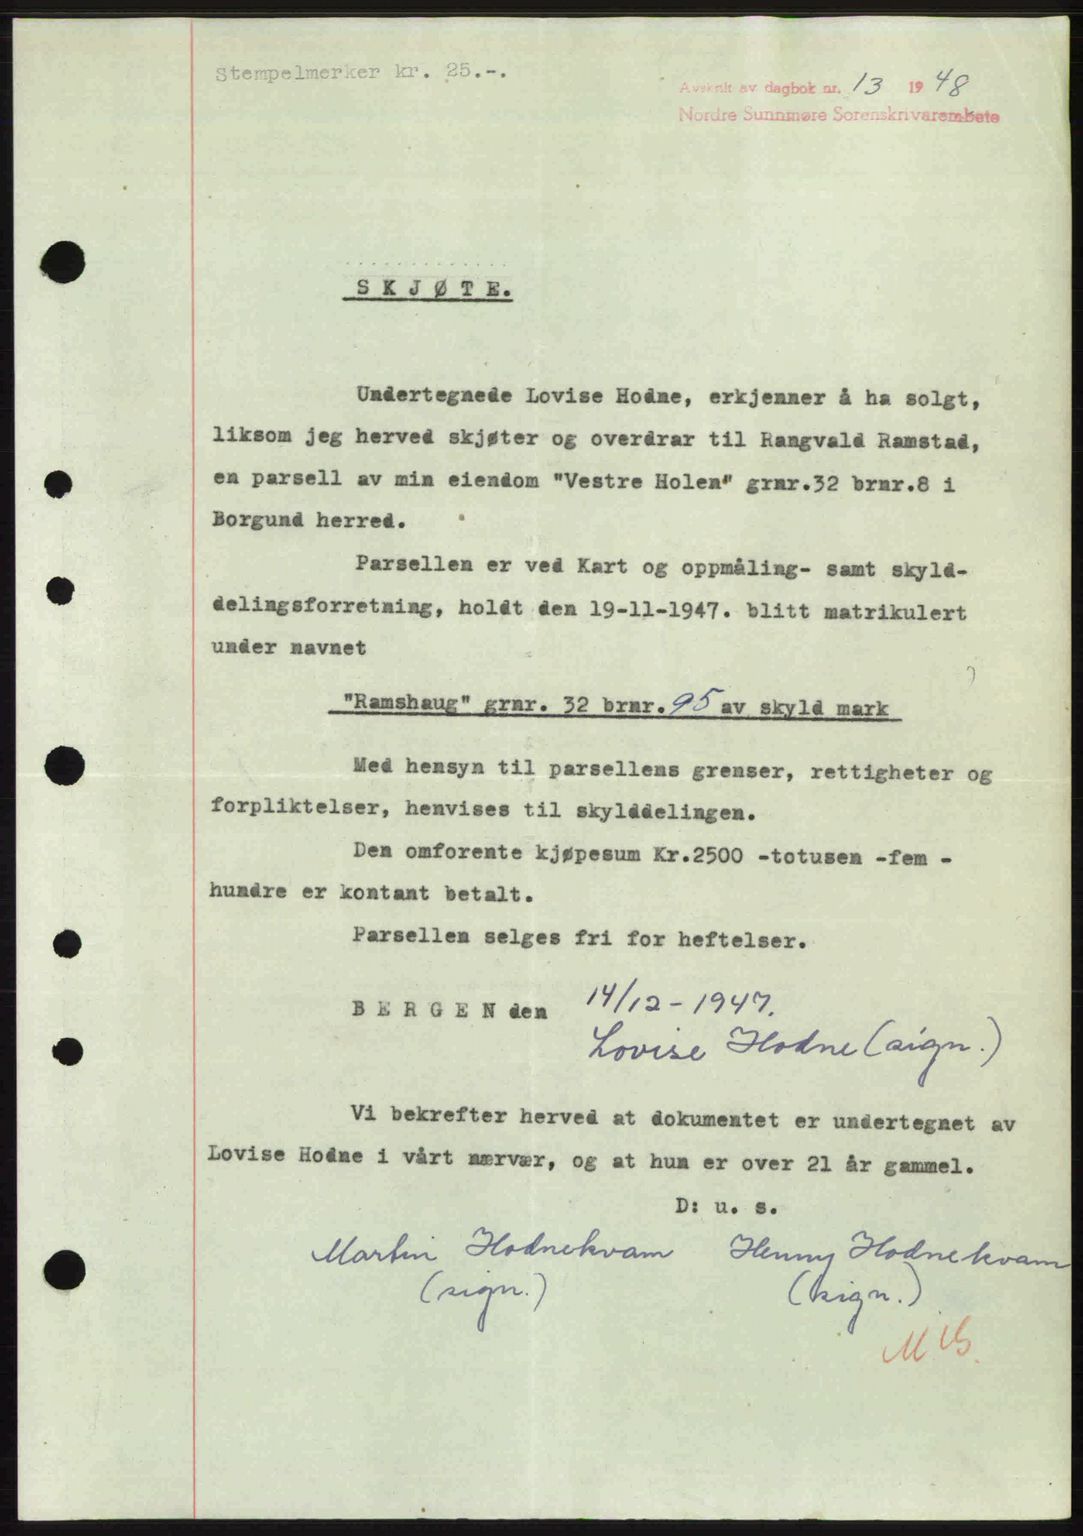 Stempelmerker kr. 25.-.
Avskrift av dagbok nr. 13 1948
Nordre Sunnmøre Sorenskrivarembete
SKJØTE.
Undertegnede Lovise Hodne, erkjenner å ha solgt,
liksom jeg herved skjøter og overdrar til Rangvald Ramstad,
en parsell av min eiendom "Vestre Holen" grnr.32 brnr.8 i
Borgund herred.
Parsellen er ved Kart og oppmåling- samt skyld-
delingsforretning, holdt den 19-11-1947. blitt matrikulert
under navnet
"Ramshaug" grnr. 32 brnr. 95 av skyld mark
Med hensyn til parsellens grenser, rettigheter og
forpliktelser, henvises til skylddelingen.
Den omforente kjøpesum Kr.2500 -totusen -fem -
hundre er kontant betalt.
Parsellen selges fri for heftelser.
BERGEN den 14/12-1947.
Lovise Hodne (sign.)
Vi bekrefter herved at dokumentet er undertegnet av
Lovise Hodne i vårt nærvær, og at hun er over 21 år gammel.
D: u. s.
Martin Hodnekvam Henny Hodnekvam
(sign.) (sign.)